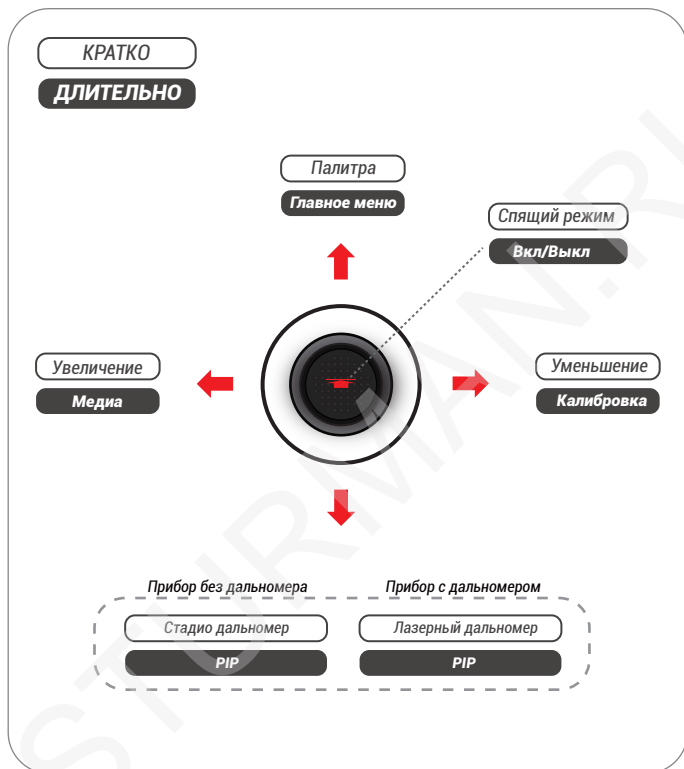 КРАТКО
ДЛИТЕЛЬНО
Палитра
Главное меню
Спящий режим
Вкл/Выкл
Увеличение
Медиа
Уменьшение
Калибровка
Прибор без дальномера
Прибор с дальномером
Стадио дальномер
Лазерный дальномер
PIP
PIP
STURMAN.RU